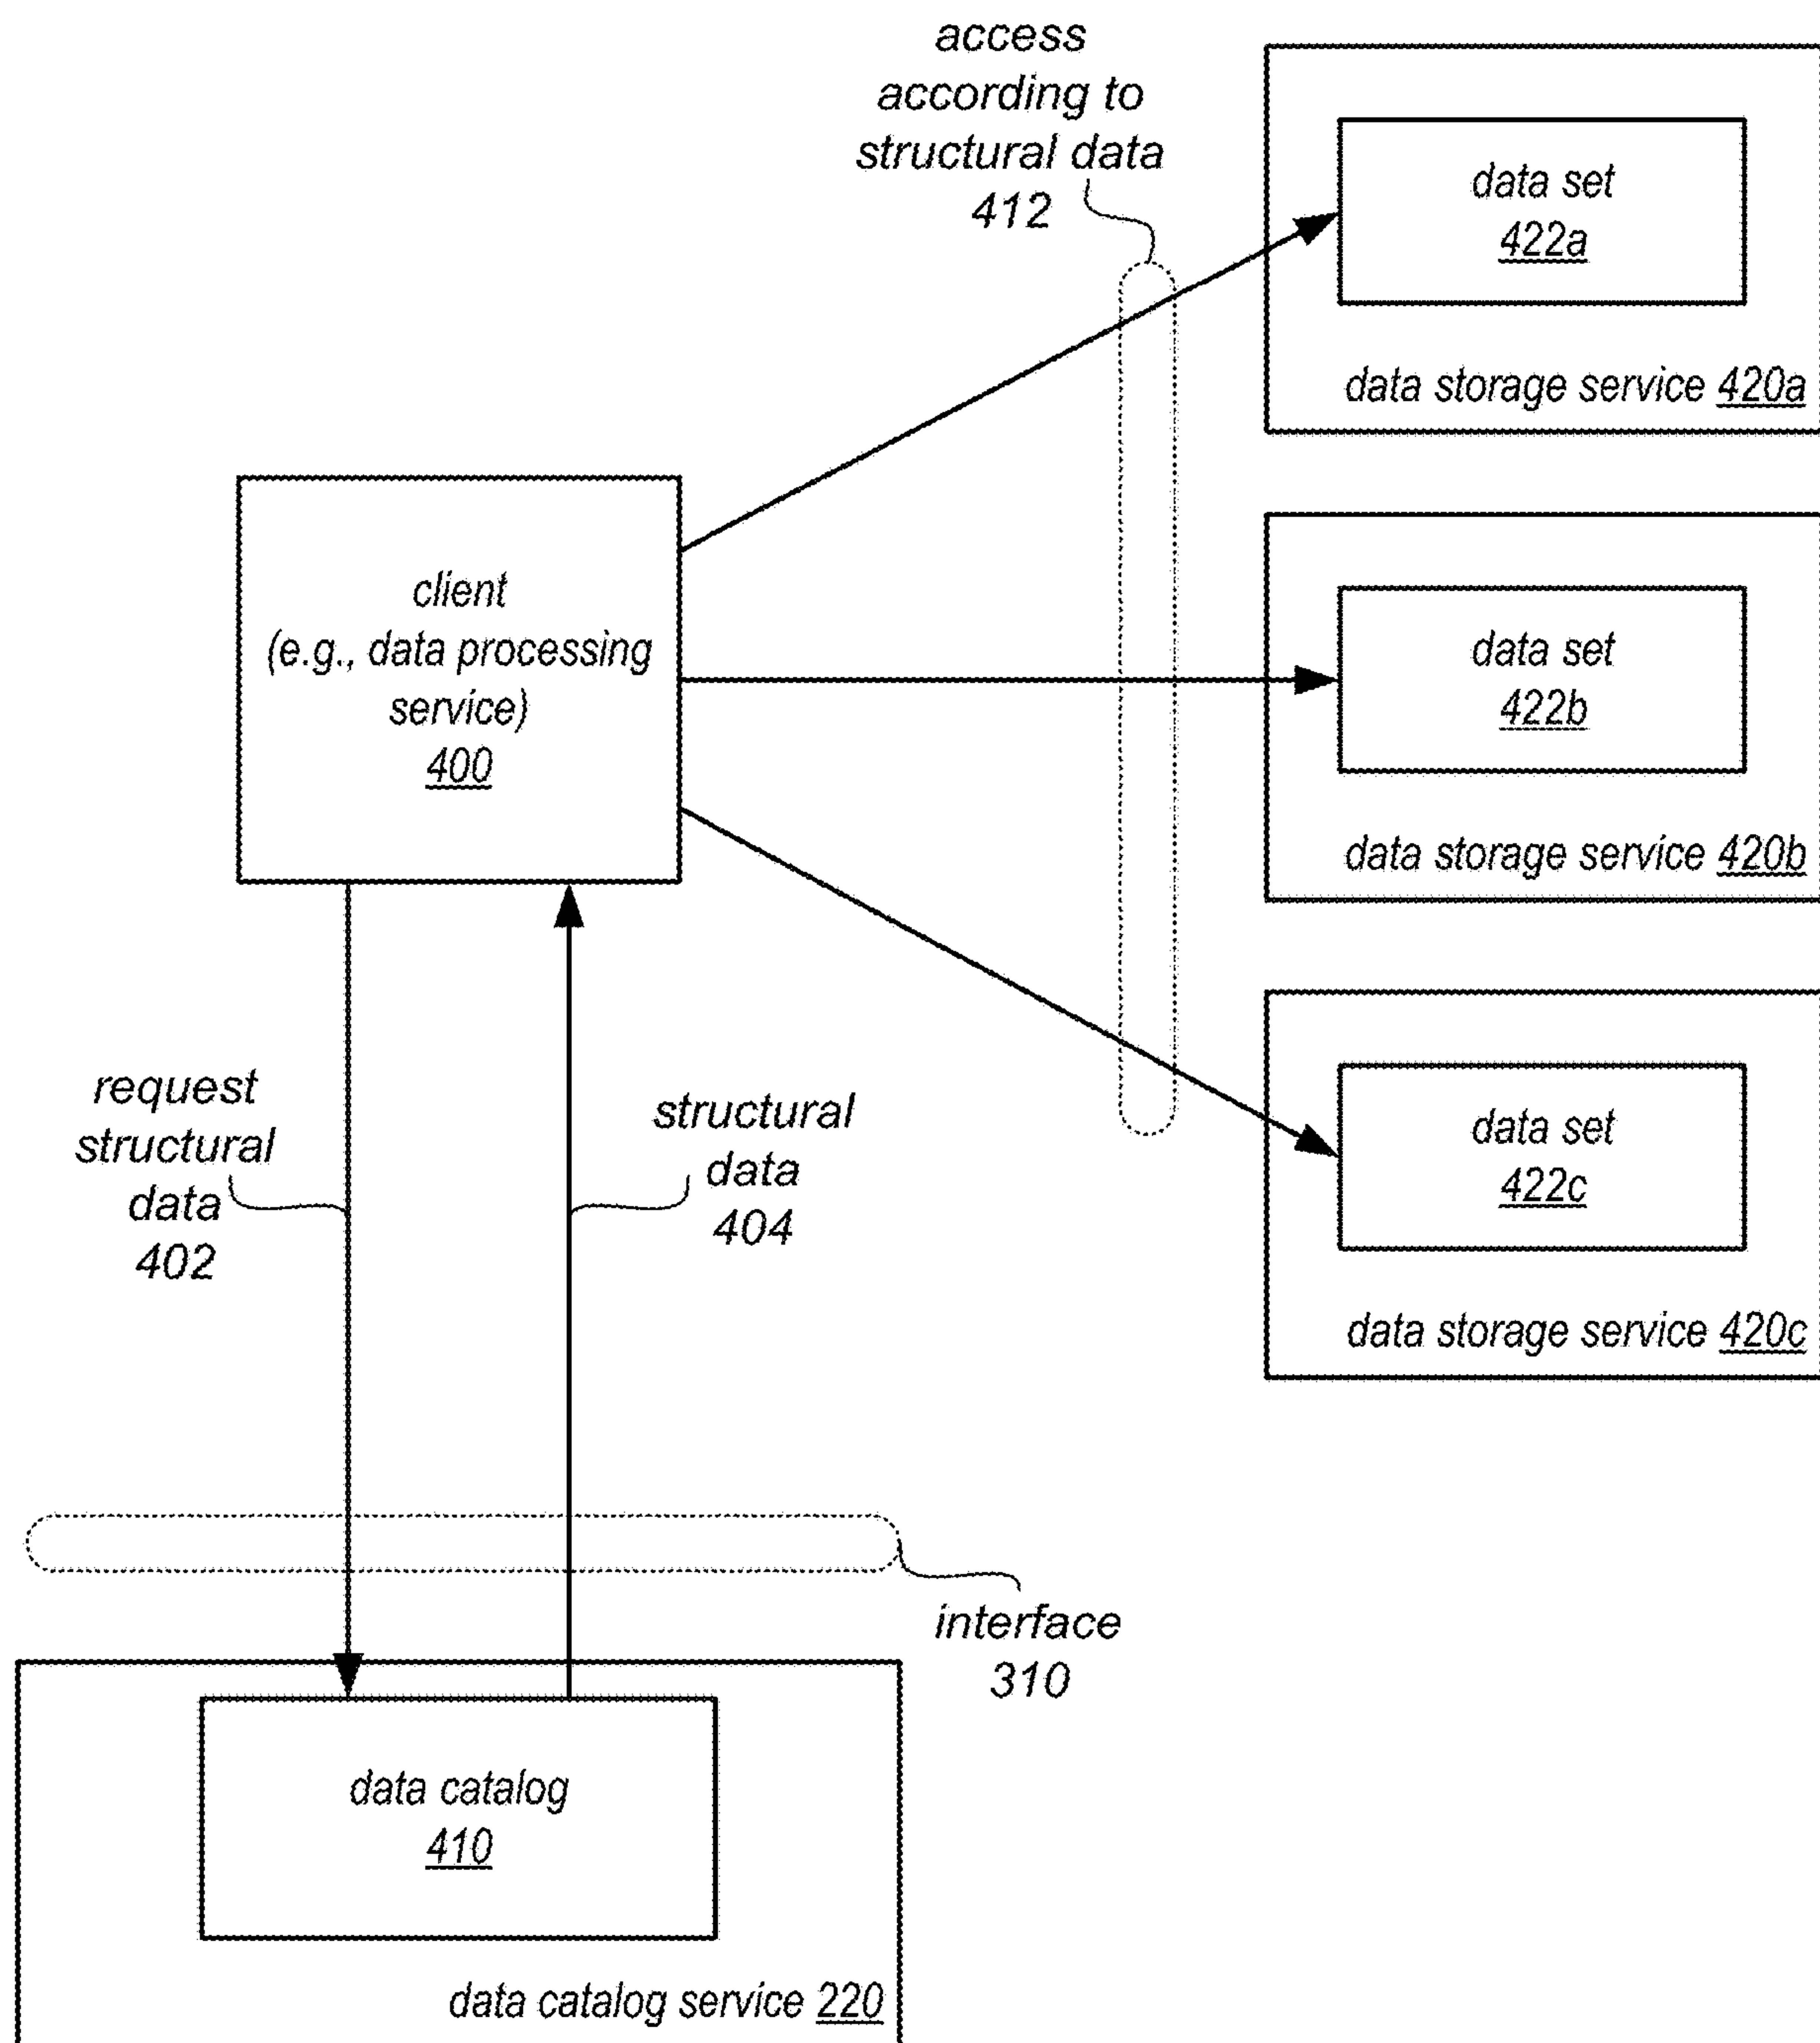 access
according to
structural data
412
data set
422a
data storage service 420a
client
(e.g., data processing
service)
400
data set
422b
data storage service 420b
data set
422c
data storage service 420c
request
structural
data
402
structural
data
404
interface
310
data catalog
410
data catalog service 220